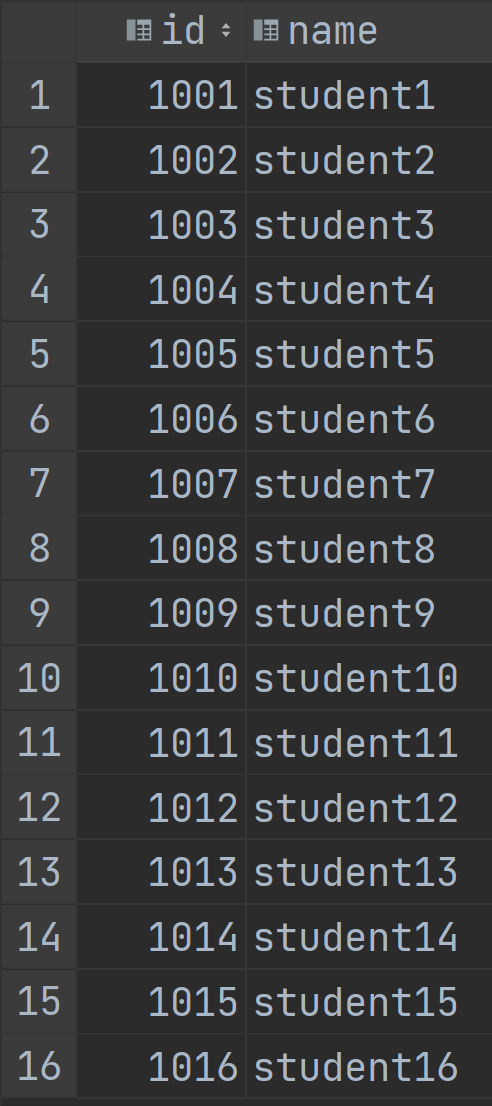 id name
1 1001 student1
2 1002 student2
3 1003 student3
4 1004 student4
5 1005 student5
6 1006 student6
7 1007 student7
8 1008 student8
9 1009 student9
10 1010 student10
11 1011 student11
12 1012 student12
13 1013 student13
14 1014 student14
15 1015 student15
16 1016 student16